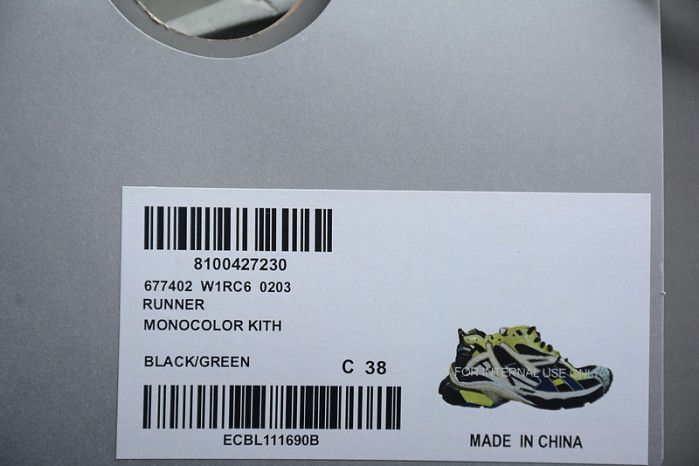 8100427230
677402 W1RC6 0203
RUNNER
MONOCOLOR KITH
BLACK/GREEN
C 38
FOR INTERNAL USE ONLY
ECBL111690B
MADE IN CHINA